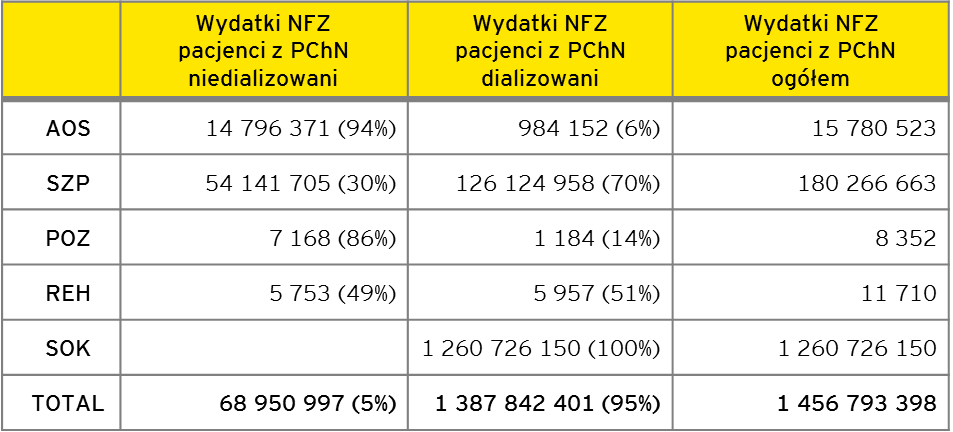 Wydatki NFZ
pacjenci z PChN
niedializowani
Wydatki NFZ
pacjenci z PChN
dializowani
Wydatki NFZ
pacjenci z PChN
ogółem
AOS 14 796 371 (94%) 984 152 (6%) 15 780 523
SZP 54 141 705 (30%) 126 124 958 (70%) 180 266 663
POZ 7 168 (86%) 1 184 (14%) 8 352
REH 5 753 (49%) 5 957 (51%) 11 710
SOK 1 260 726 150 (100%) 1 260 726 150
TOTAL 68 950 997 (5%) 1 387 842 401 (95%) 1 456 793 398